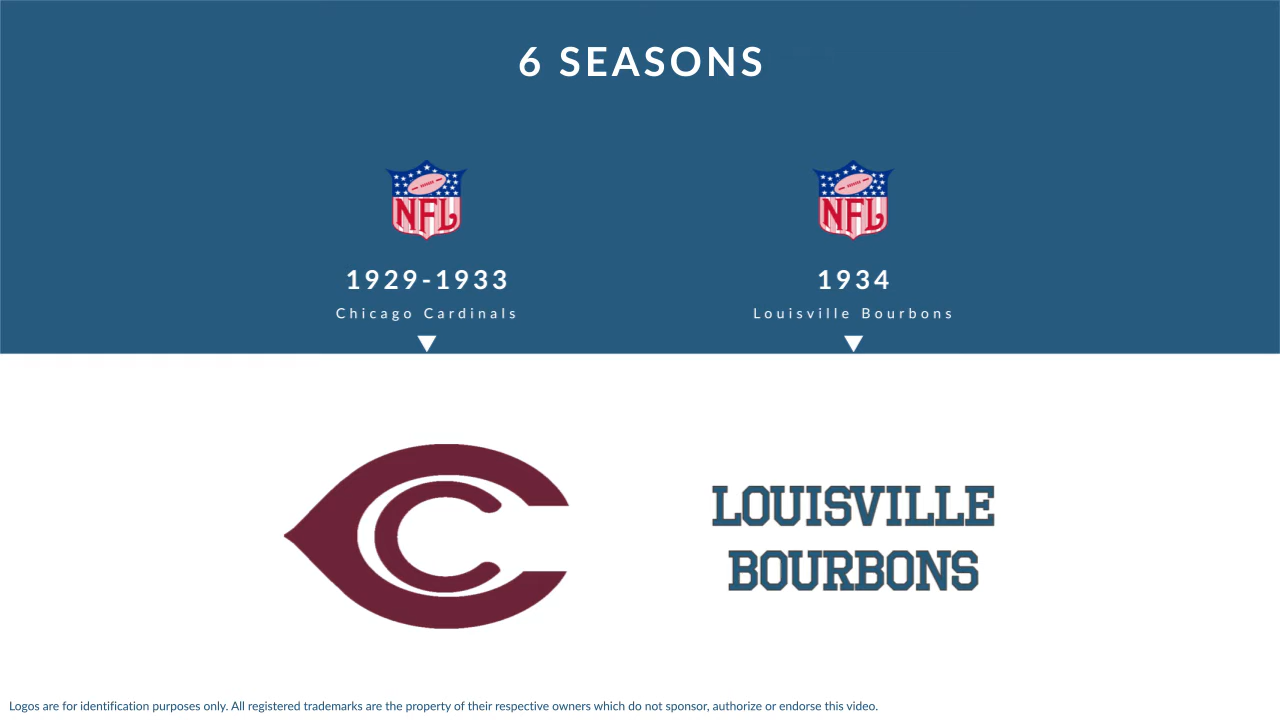 6 SEASONS
NFL NFL
1929-1933 1934
Chicago Cardinals Louisville Bourbons
CC
LOUISVILLE
BOURBONS
Logos are for identification purposes only. All registered trademarks are the property of their respective owners which do not sponsor, authorize or endorse this video.